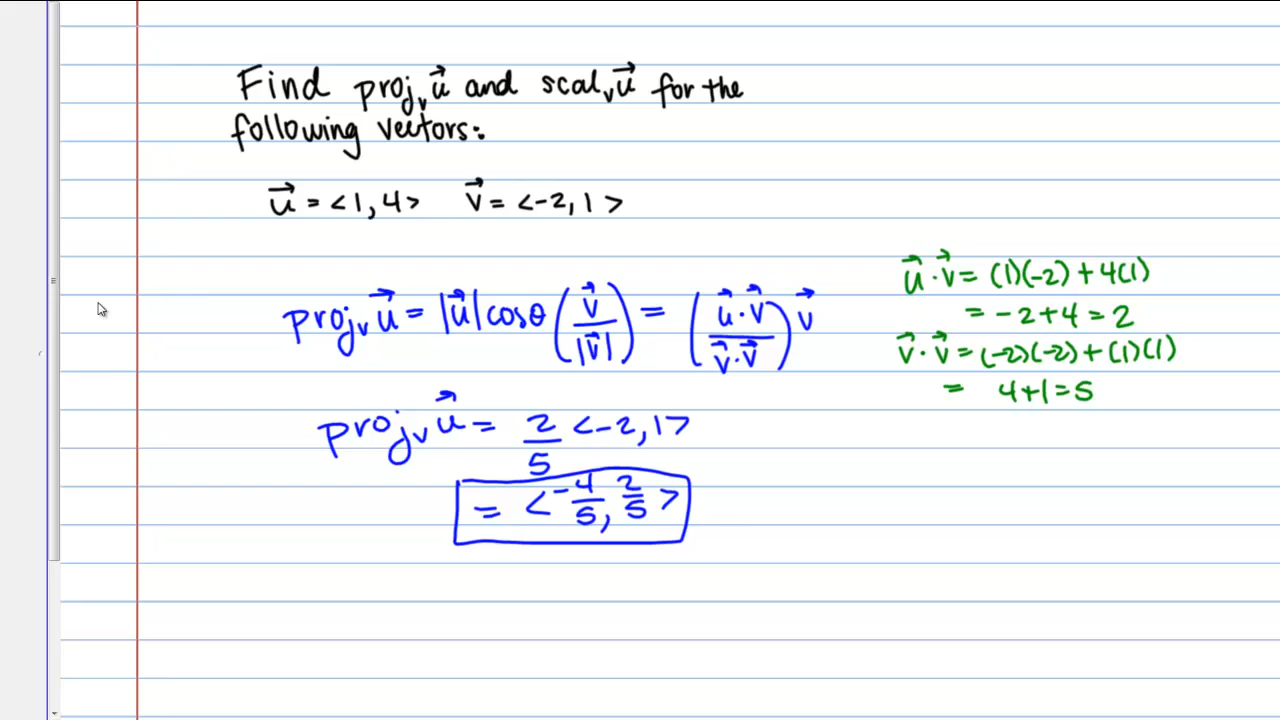 Find proj_v u⃗ and scal_v u⃗ for the
following vectors:
u⃗ = <1,4> v⃗ = <-2,1>
proj_v u⃗ = |u⃗|cosθ (v⃗/|v⃗|) = (u⃗·v⃗/v⃗·v⃗) v⃗
proj_v u⃗ = 2/5 <-2,1>
= <-4/5, 2/5>
u⃗·v⃗ = (1)(-2)+4(1)
= -2+4=2
v⃗·v⃗ = (-2)(-2)+(1)(1)
= 4+1=5